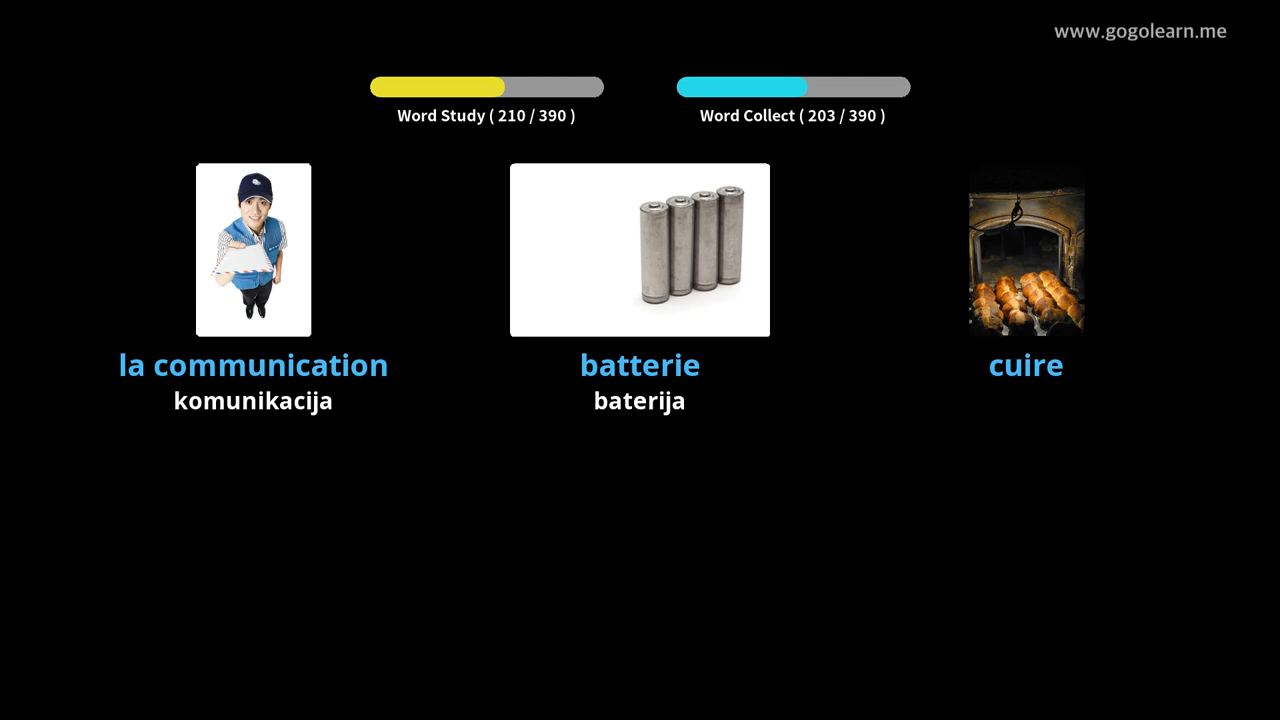 www.gogolearn.me
Word Study ( 210 / 390 )
Word Collect ( 203 / 390 )
la communication
komunikacija
batterie
baterija
cuire